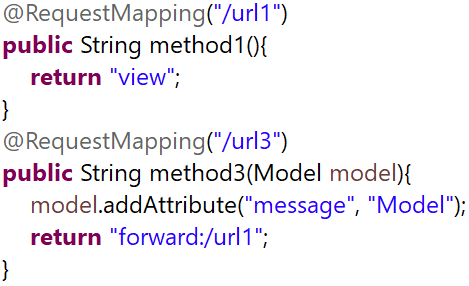 @RequestMapping("/url1")
public String method1(){
    return "view";
}
@RequestMapping("/url3")
public String method3(Model model){
    model.addAttribute("message", "Model");
    return "forward:/url1";
}